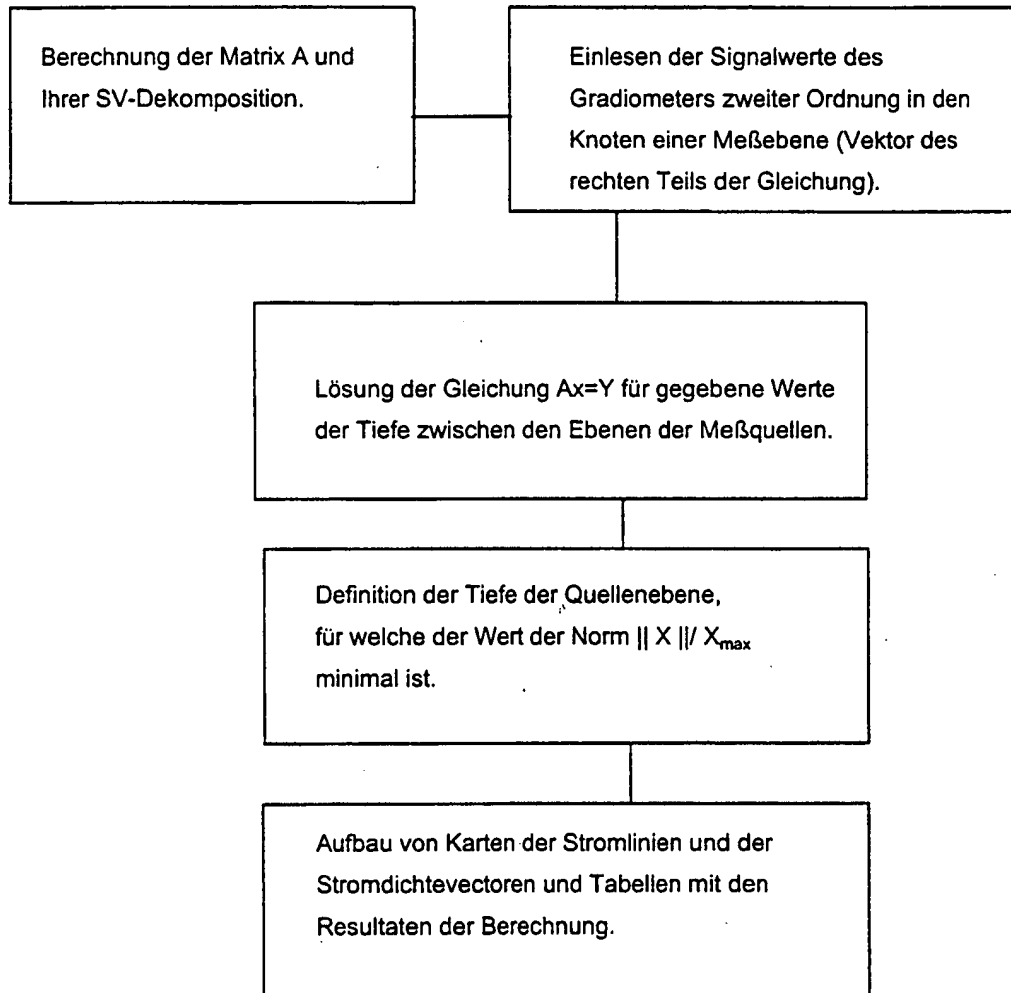 Berechnung der Matrix A und
Ihrer SV-Dekomposition.
Einlesen der Signalwerte des
Gradiometers zweiter Ordnung in den
Knoten einer Meßebene (Vektor des
rechten Teils der Gleichung).
Lösung der Gleichung Ax=Y für gegebene Werte
der Tiefe zwischen den Ebenen der Meßquellen.
Definition der Tiefe der Quellenebene,
für welche der Wert der Norm || X ||/ Xmax
minimal ist.
Aufbau von Karten der Stromlinien und der
Stromdichtevectoren und Tabellen mit den
Resultaten der Berechnung.